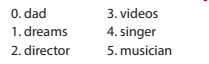 0. dad
1. dreams
2. director
3. videos
4. singer
5. musician